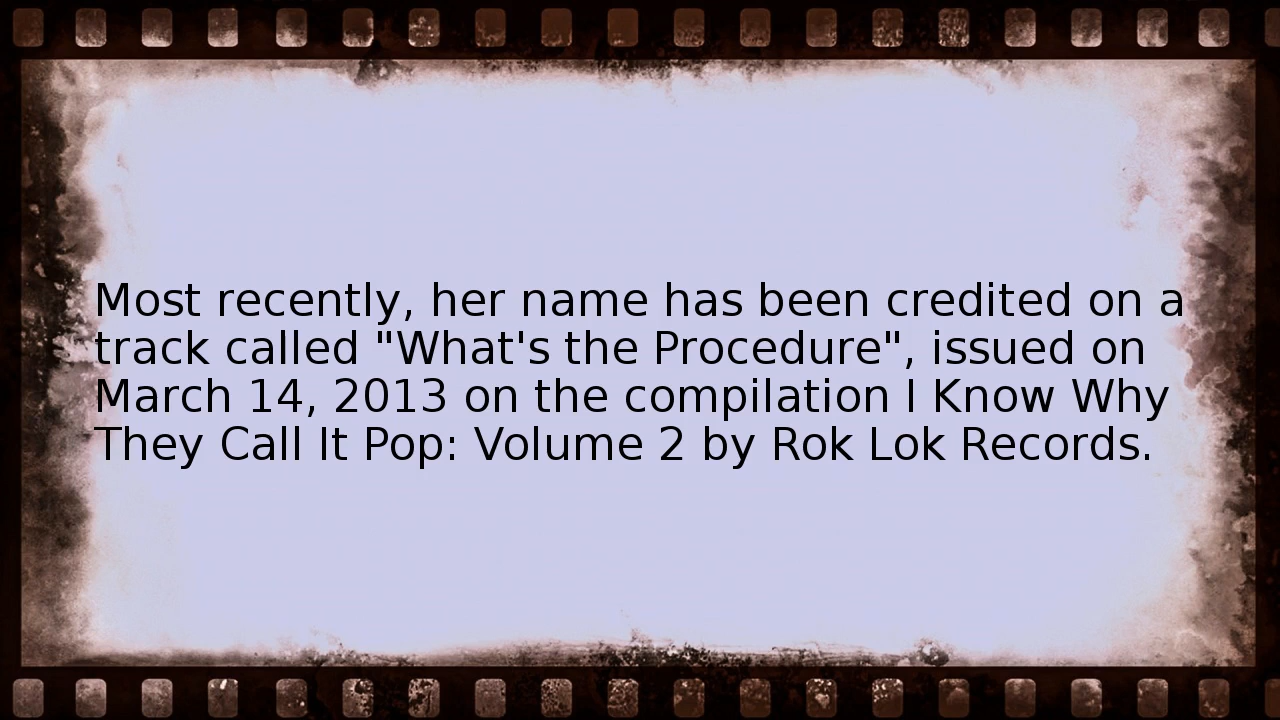 Most recently, her name has been credited on a
track called "What's the Procedure", issued on
March 14, 2013 on the compilation I Know Why
They Call It Pop: Volume 2 by Rok Lok Records.